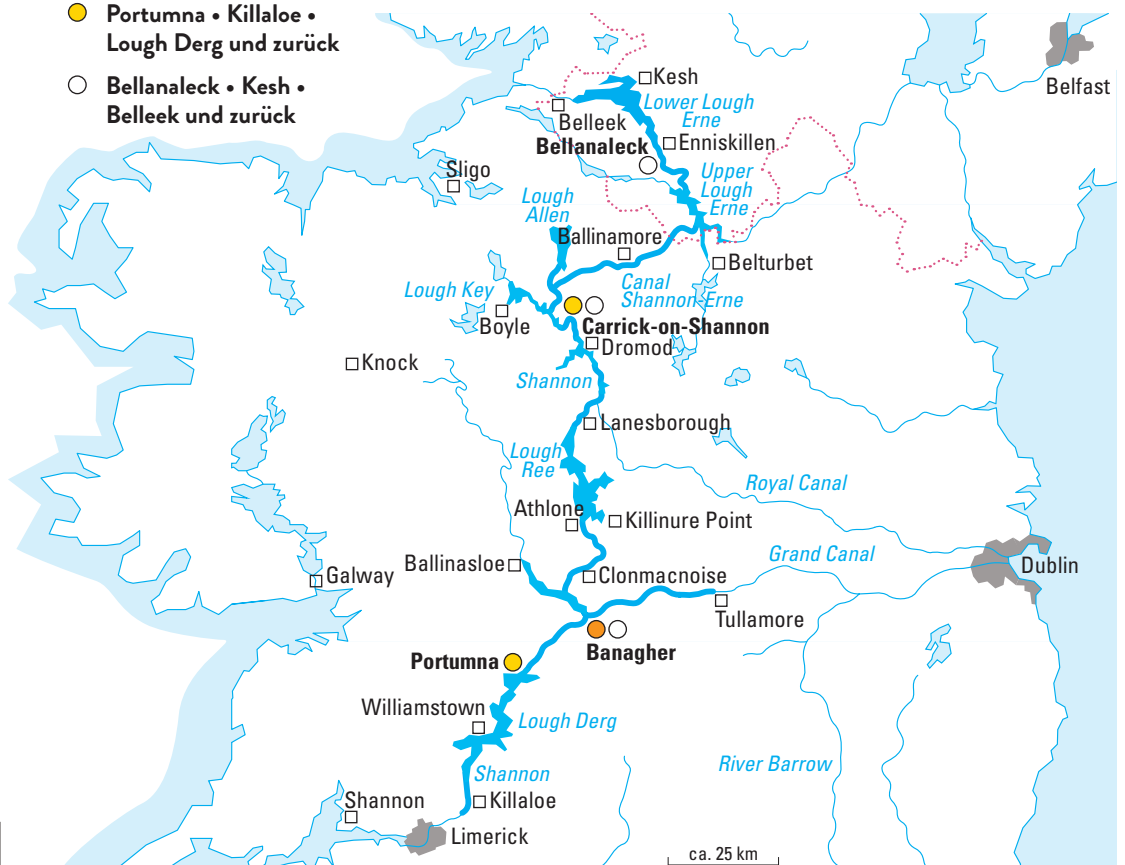 Portumna • Killaloe •
Lough Derg und zurück
Bellanaleck • Kesh •
Belleek und zurück
Belfast
Kesh
Lower Lough
Erne
Belleek
Enniskillen
Bellanaleck
Upper
Lough
Erne
Sligo
Lough
Allen
Ballinamore
Belturbet
Canal
Shannon-Erne
Lough Key
Boyle
Carrick-on-Shannon
Dromod
Knock
Shannon
Lanesborough
Lough
Ree
Royal Canal
Athlone
Killinure Point
Grand Canal
Dublin
Ballinasloe
Clonmacnoise
Galway
Tullamore
Banagher
Portumna
Williamstown
Lough Derg
River Barrow
Shannon
Killaloe
Shannon
Limerick
ca. 25 km